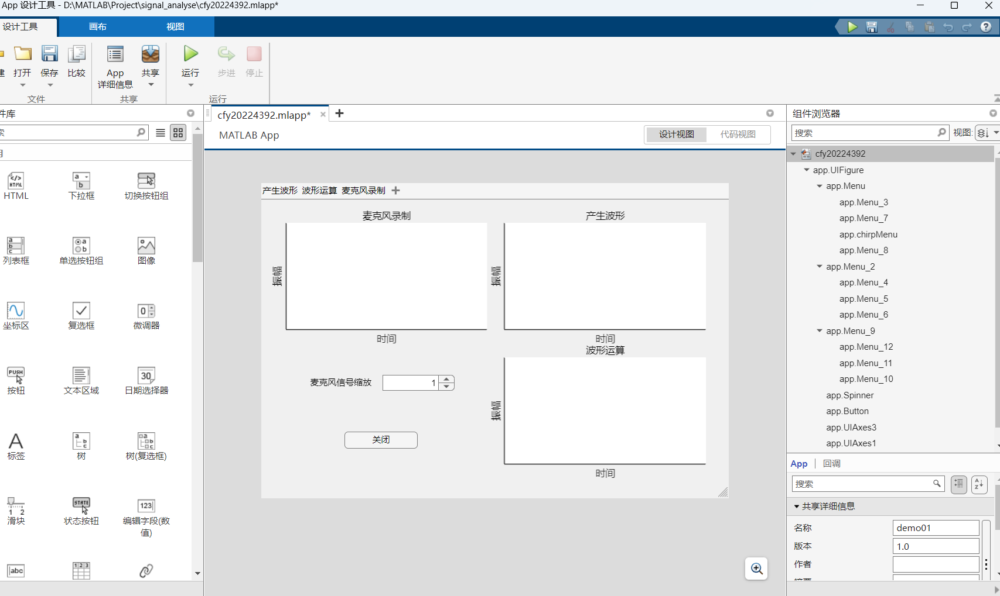 App 设计工具 - D:\MATLAB\Project\signal_analyse\cfy20224392.mlapp*
设计工具 画布 视图
打开 保存 比较 App 详细信息 共享 运行 步进 停止
文件 共享 运行
件库
cfy20224392.mlapp*
MATLAB App
设计视图 代码视图
HTML 下拉框 切换按钮组
列表框 单选按钮组 图像
坐标区 复选框 微调器
按钮 文本区域 日期选择器
标签 树 树(复选框)
滑块 状态按钮 编辑字段(数值)
产生波形 波形运算 麦克风录制
麦克风录制
振幅
时间
产生波形
振幅
时间
麦克风信号缩放 1
关闭
波形运算
振幅
时间
组件浏览器
搜索 视图:
cfy20224392
app.UIFigure
app.Menu
app.Menu_3
app.Menu_7
app.chirpMenu
app.Menu_8
app.Menu_2
app.Menu_4
app.Menu_5
app.Menu_6
app.Menu_9
app.Menu_12
app.Menu_11
app.Menu_10
app.Spinner
app.Button
app.UIAxes3
app.UIAxes1
App 回调
搜索
共享详细信息
名称 demo01
版本 1.0
作者